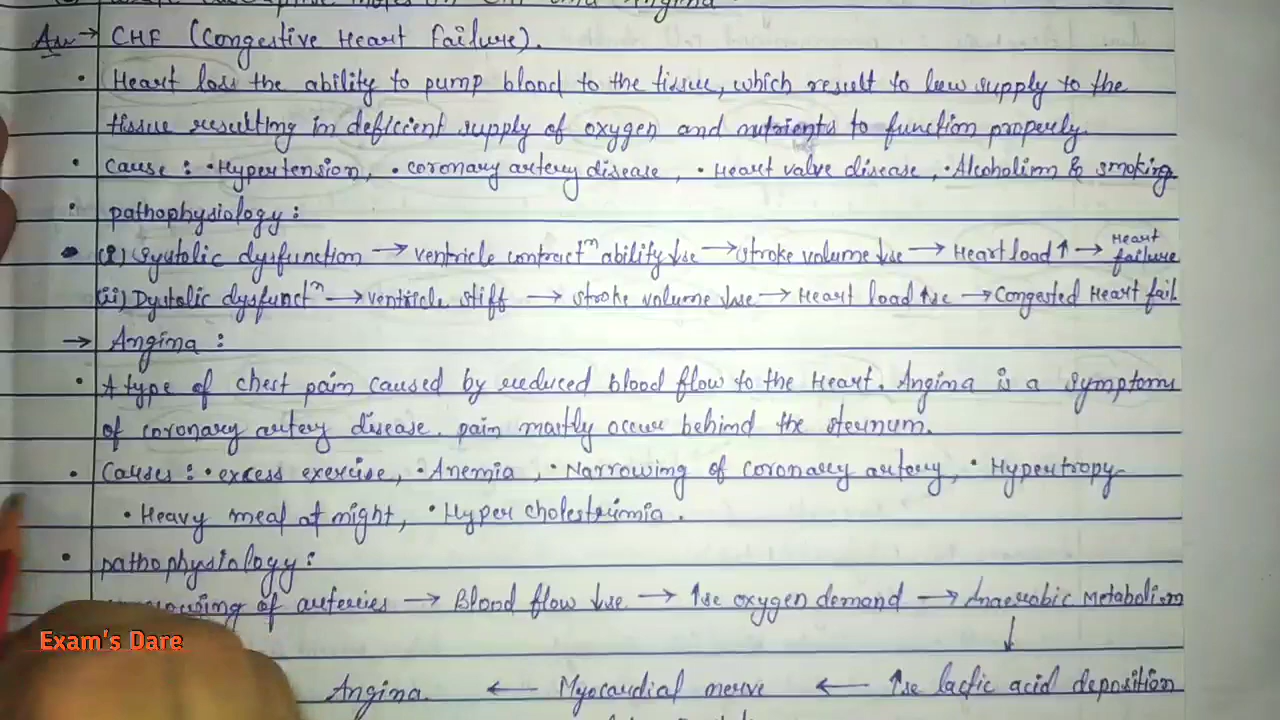 CHF and Angina
Ans → CHF (Congestive Heart Failure).
• Heart loss the ability to pump blood to the tissue, which result to low supply to the
tissue resulting in deficient supply of oxygen and nutrients to function properly.
• Cause : • Hypertension, • coronary artery disease, • Heart valve disease, • Alcoholism & smoking
• pathophysiology :
• (i) Systolic dysfunction → ventricle contractⁿ ability ↓se → stroke volume ↓se → Heart load ↑ → Heart failure
(ii) Dystolic dysfunctⁿ → ventricle stiff → stroke volume ↓se → Heart load ↑se → Congested Heart fail
→ Angina :
• A type of chest pain caused by reduced blood flow to the Heart. Angina is a symptoms
of coronary artery disease. pain mostly occur behind the sternum.
• Causes : • excess exercise, • Anemia, • Narrowing of coronary artery, • Hypertropy
• Heavy meal at night, • Hyper cholestrimia.
• pathophysiology :
of arteries → Blood flow ↓se → ↑se oxygen demand → Anaerobic Metabolism
↓
Exam's Dare
Angina ← Myocardial nerve ← ↑se lactic acid deposition